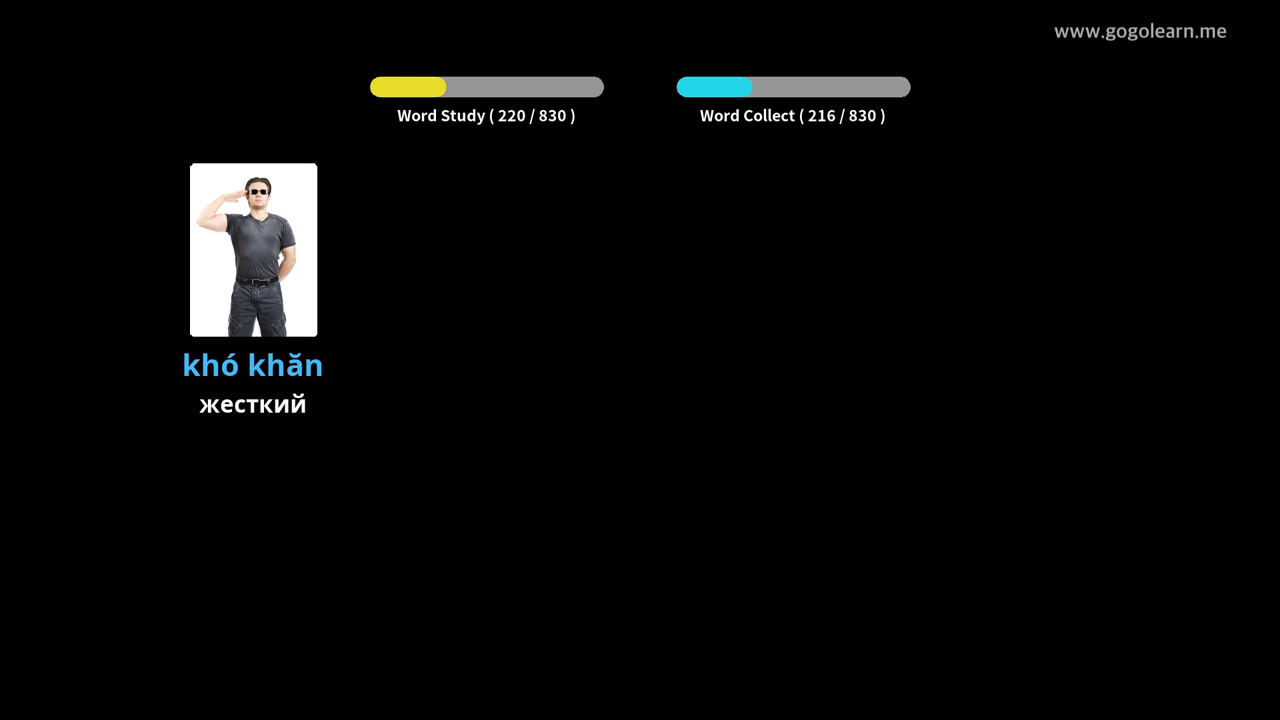 www.gogolearn.me
Word Study ( 220 / 830 )
Word Collect ( 216 / 830 )
khó khăn
жесткий